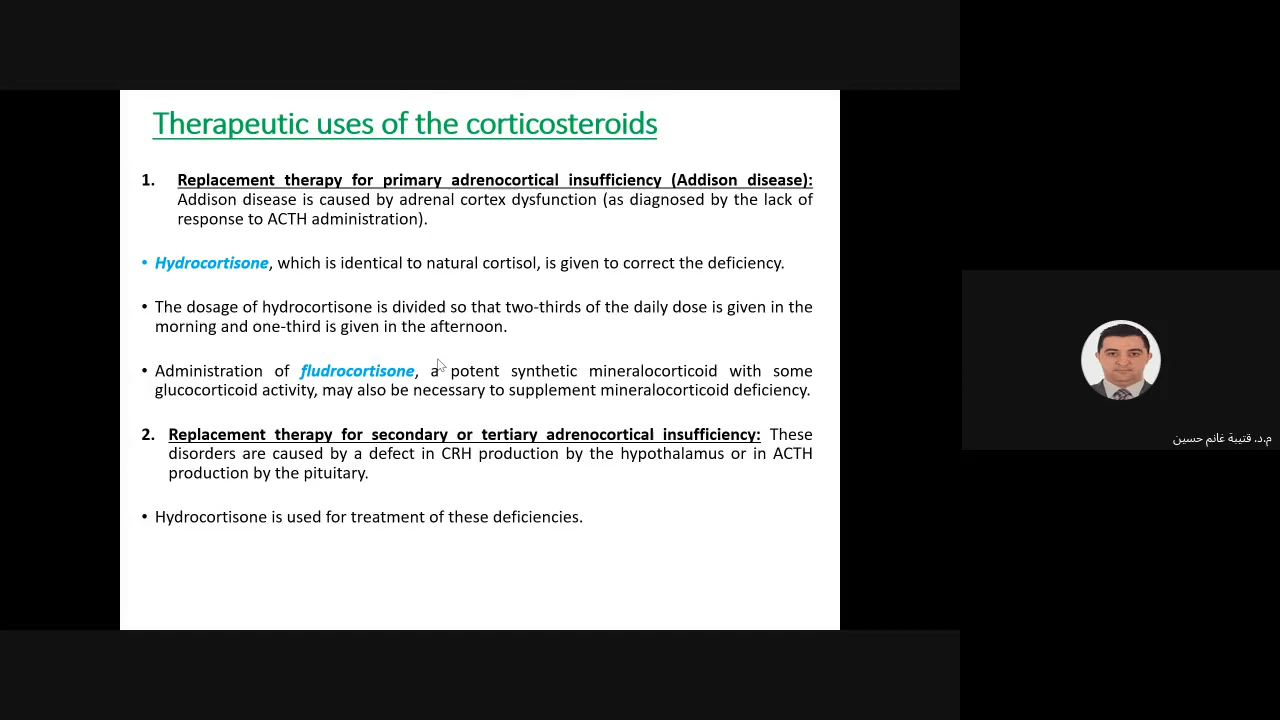 Therapeutic uses of the corticosteroids
1. Replacement therapy for primary adrenocortical insufficiency (Addison disease):
Addison disease is caused by adrenal cortex dysfunction (as diagnosed by the lack of
response to ACTH administration).
• Hydrocortisone, which is identical to natural cortisol, is given to correct the deficiency.
• The dosage of hydrocortisone is divided so that two-thirds of the daily dose is given in the
morning and one-third is given in the afternoon.
• Administration of fludrocortisone, a potent synthetic mineralocorticoid with some
glucocorticoid activity, may also be necessary to supplement mineralocorticoid deficiency.
2. Replacement therapy for secondary or tertiary adrenocortical insufficiency: These
disorders are caused by a defect in CRH production by the hypothalamus or in ACTH
production by the pituitary.
• Hydrocortisone is used for treatment of these deficiencies.
م.د. قتيبة غانم حسين